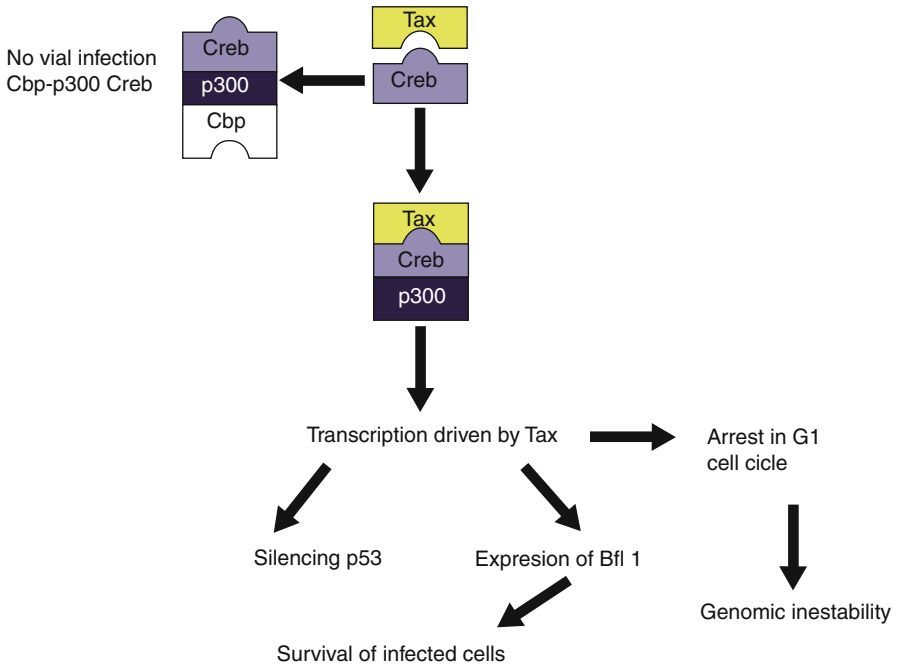 No vial infection
Cbp-p300 Creb
Creb
p300
Cbp
Tax
Creb
Tax
Creb
p300
Transcription driven by Tax
Arrest in G1
cell cicle
Silencing p53
Expresion of Bfl 1
Genomic inestability
Survival of infected cells